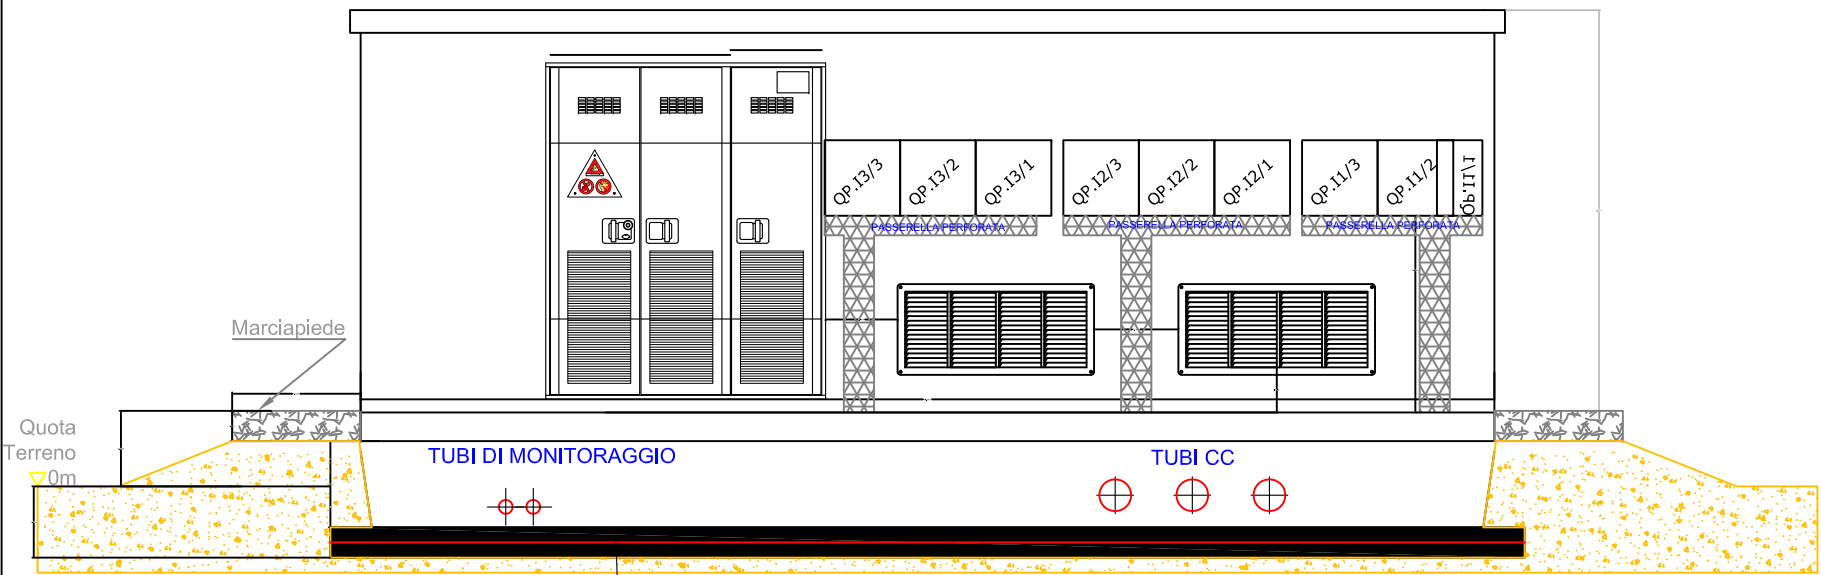 QP.I3/3
QP.I3/2
QP.I3/1
QP.I2/3
QP.I2/2
QP.I2/1
QP.I1/3
QP.I1/2
QP.I1/1
PASSERELLA PERFORATA
PASSERELLA PERFORATA
PASSERELLA PERFORATA
Marciapiede
Quota
Terreno
0m
TUBI DI MONITORAGGIO
TUBI CC